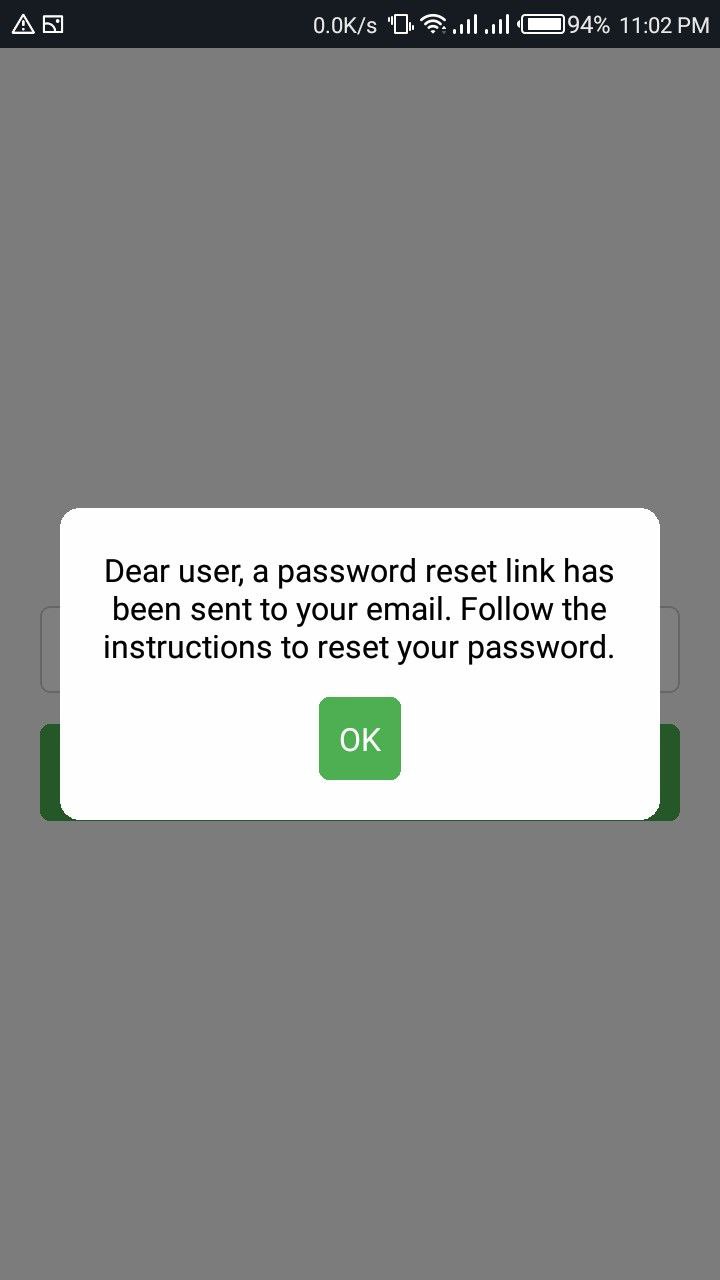 0.0K/s 94% 11:02 PM
Dear user, a password reset link has
been sent to your email. Follow the
instructions to reset your password.
OK